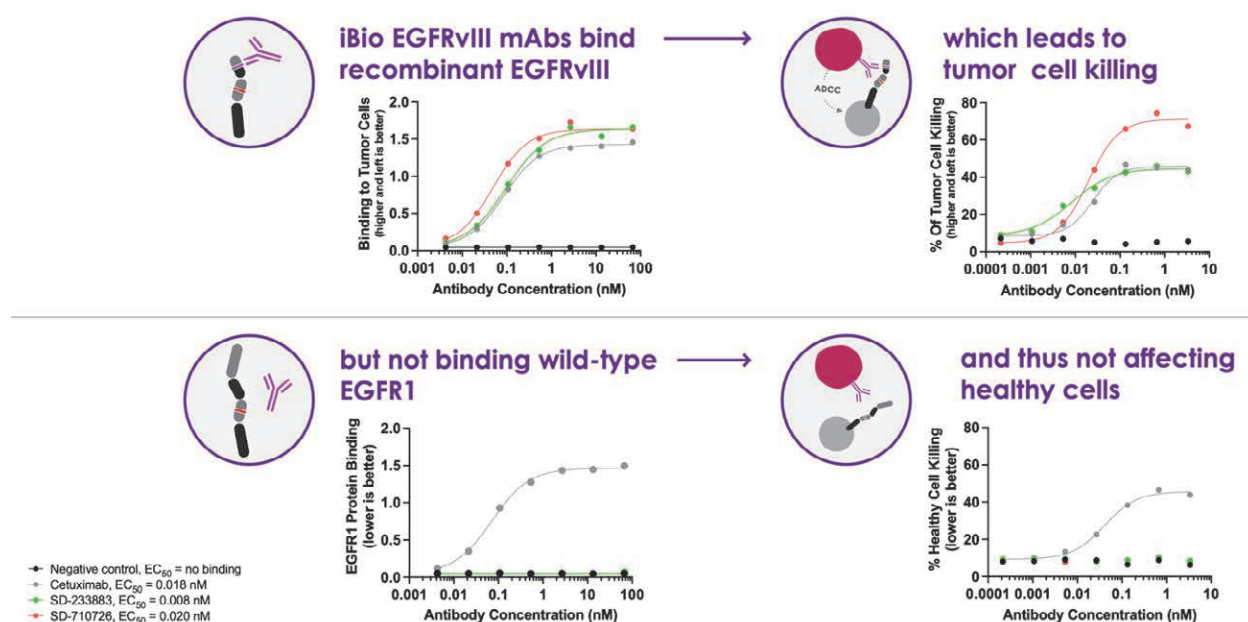 iBio EGFRvIII mAbs bind
recombinant EGFRvIII
which leads to
tumor cell killing
ADCC
Binding to Tumor Cells
(higher and left is better)
2.0
1.5
1.0
0.5
0.0
0.001 0.01 0.1 1 10 100
Antibody Concentration (nM)
% Of Tumor Cell Killing
(higher and left is better)
80
60
40
20
0
0.0001 0.001 0.01 0.1 1 10
Antibody Concentration (nM)
but not binding wild-type
EGFR1
and thus not affecting
healthy cells
EGFR1 Protein Binding
(lower is better)
2.0
1.5
1.0
0.5
0.0
0.001 0.01 0.1 1 10 100
Antibody Concentration (nM)
% Healthy Cell Killing
(lower is better)
80
60
40
20
0
0.0001 0.001 0.01 0.1 1 10
Antibody Concentration (nM)
Negative control, EC50 = no binding
Cetuximab, EC50 = 0.018 nM
SD-233883, EC50 = 0.008 nM
SD-710726, EC50 = 0.020 nM